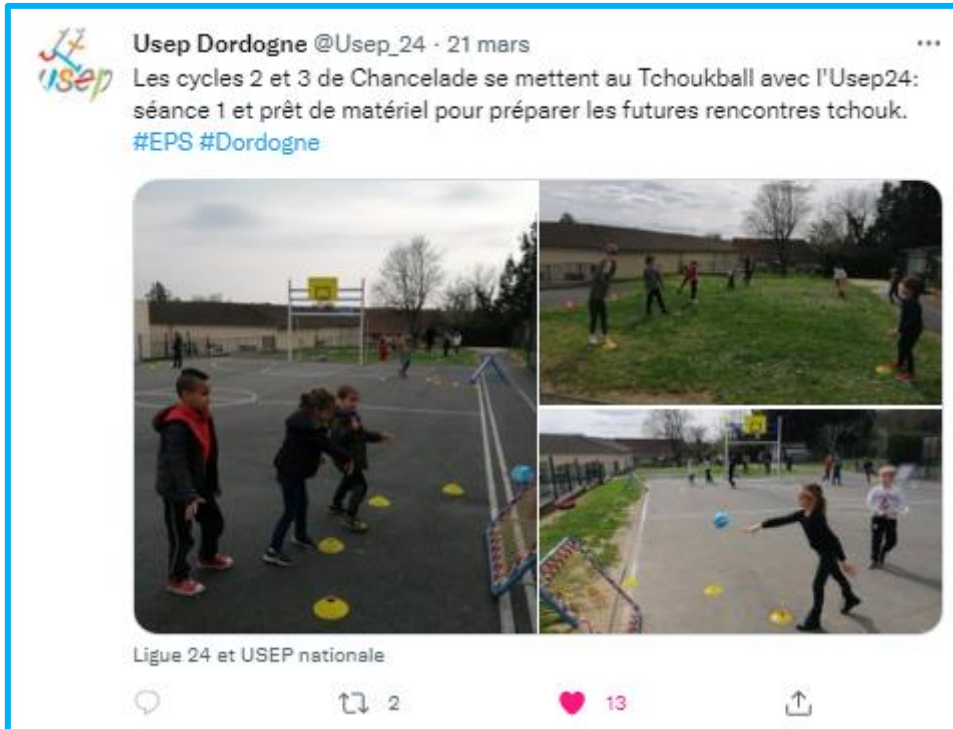 usep
Usep Dordogne @Usep_24 · 21 mars
Les cycles 2 et 3 de Chancelade se mettent au Tchoukball avec l'Usep24:
séance 1 et prêt de matériel pour préparer les futures rencontres tchouk.
#EPS #Dordogne
Ligue 24 et USEP nationale
2
13